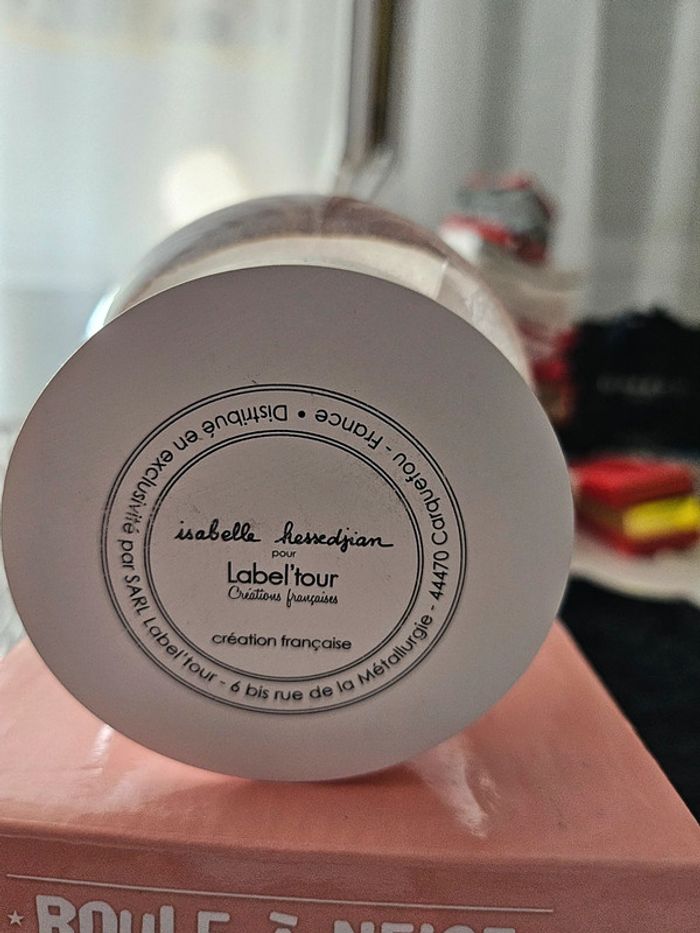 isabelle kessedjian
pour
Label'tour
Créations françaises
création française
Distribué en exclusivité par SARL Label'tour - 6 bis rue de la Métallurgie - 44470 Carquefou - France •
BOULE À NEIGE